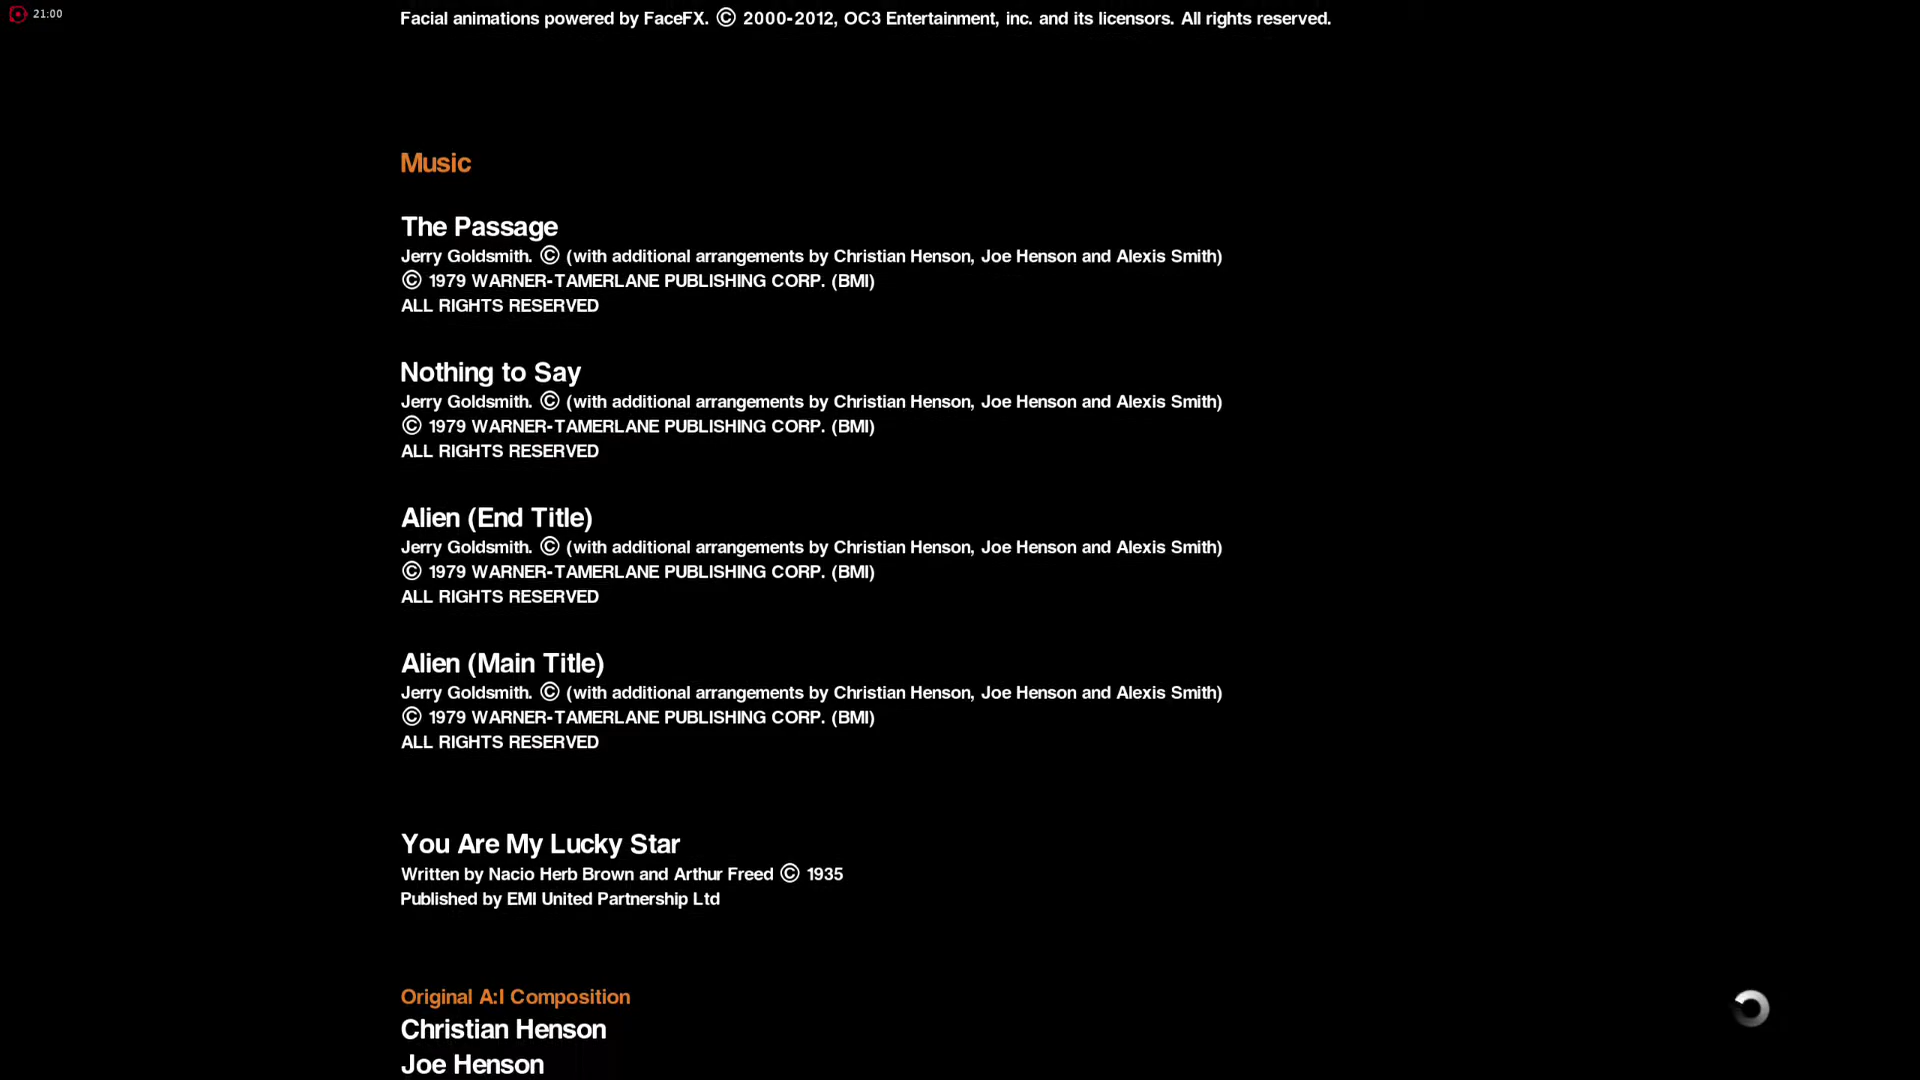 21:00
Facial animations powered by FaceFX. © 2000-2012, OC3 Entertainment, inc. and its licensors. All rights reserved.
Music
The Passage
Jerry Goldsmith. © (with additional arrangements by Christian Henson, Joe Henson and Alexis Smith)
© 1979 WARNER-TAMERLANE PUBLISHING CORP. (BMI)
ALL RIGHTS RESERVED
Nothing to Say
Jerry Goldsmith. © (with additional arrangements by Christian Henson, Joe Henson and Alexis Smith)
© 1979 WARNER-TAMERLANE PUBLISHING CORP. (BMI)
ALL RIGHTS RESERVED
Alien (End Title)
Jerry Goldsmith. © (with additional arrangements by Christian Henson, Joe Henson and Alexis Smith)
© 1979 WARNER-TAMERLANE PUBLISHING CORP. (BMI)
ALL RIGHTS RESERVED
Alien (Main Title)
Jerry Goldsmith. © (with additional arrangements by Christian Henson, Joe Henson and Alexis Smith)
© 1979 WARNER-TAMERLANE PUBLISHING CORP. (BMI)
ALL RIGHTS RESERVED
You Are My Lucky Star
Written by Nacio Herb Brown and Arthur Freed © 1935
Published by EMI United Partnership Ltd
Original A:I Composition
Christian Henson
Joe Henson